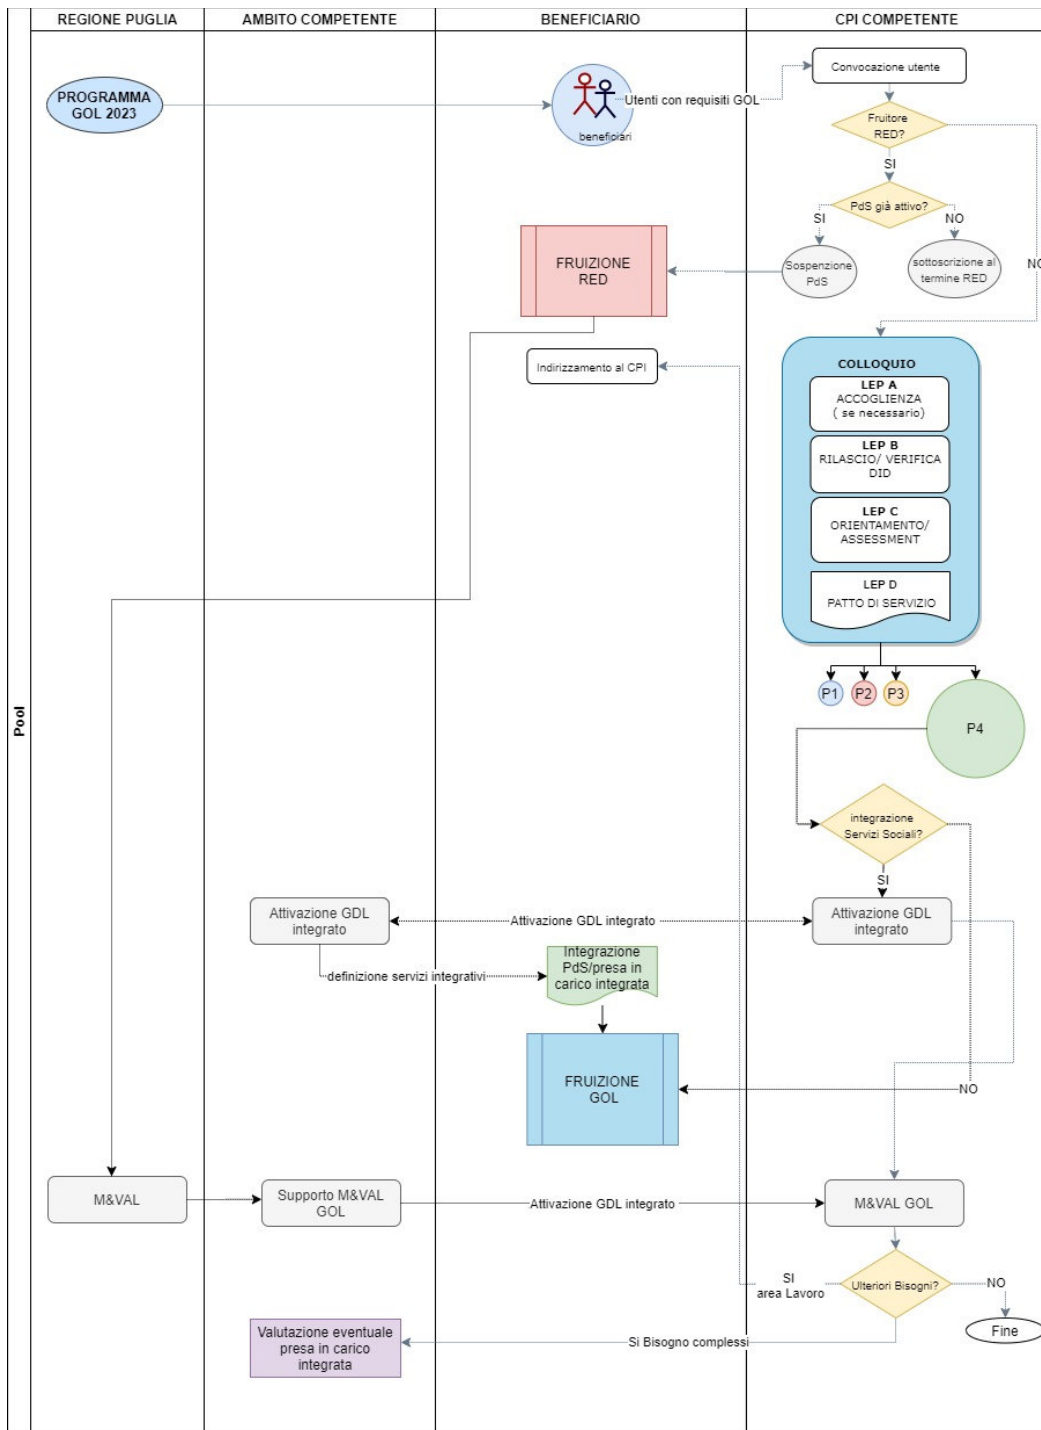 REGIONE PUGLIA
AMBITO COMPETENTE
BENEFICIARIO
CPI COMPETENTE
Pool
PROGRAMMA
GOL 2023
beneficiari
Utenti con requisiti GOL
Convocazione utente
Fruitore
RED?
NO
SI
PdS già attivo?
SI
NO
Sospenzione
PdS
sottoscrizione al
termine RED
FRUIZIONE
RED
Indirizzamento al CPI
COLLOQUIO
LEP A
ACCOGLIENZA
( se necessario)
LEP B
RILASCIO/ VERIFICA
DID
LEP C
ORIENTAMENTO/
ASSESSMENT
LEP D
PATTO DI SERVIZIO
P1
P2
P3
P4
integrazione
Servizi Sociali?
SI
Attivazione GDL
integrato
Attivazione GDL integrato
Attivazione GDL
integrato
definizione servizi integrativi
Integrazione
PdS/presa in
carico integrata
FRUIZIONE
GOL
NO
M&VAL
Supporto M&VAL
GOL
Attivazione GDL integrato
M&VAL GOL
Ulteriori Bisogni?
SI
area Lavoro
NO
Fine
Si Bisogno complessi
Valutazione eventuale
presa in carico
integrata